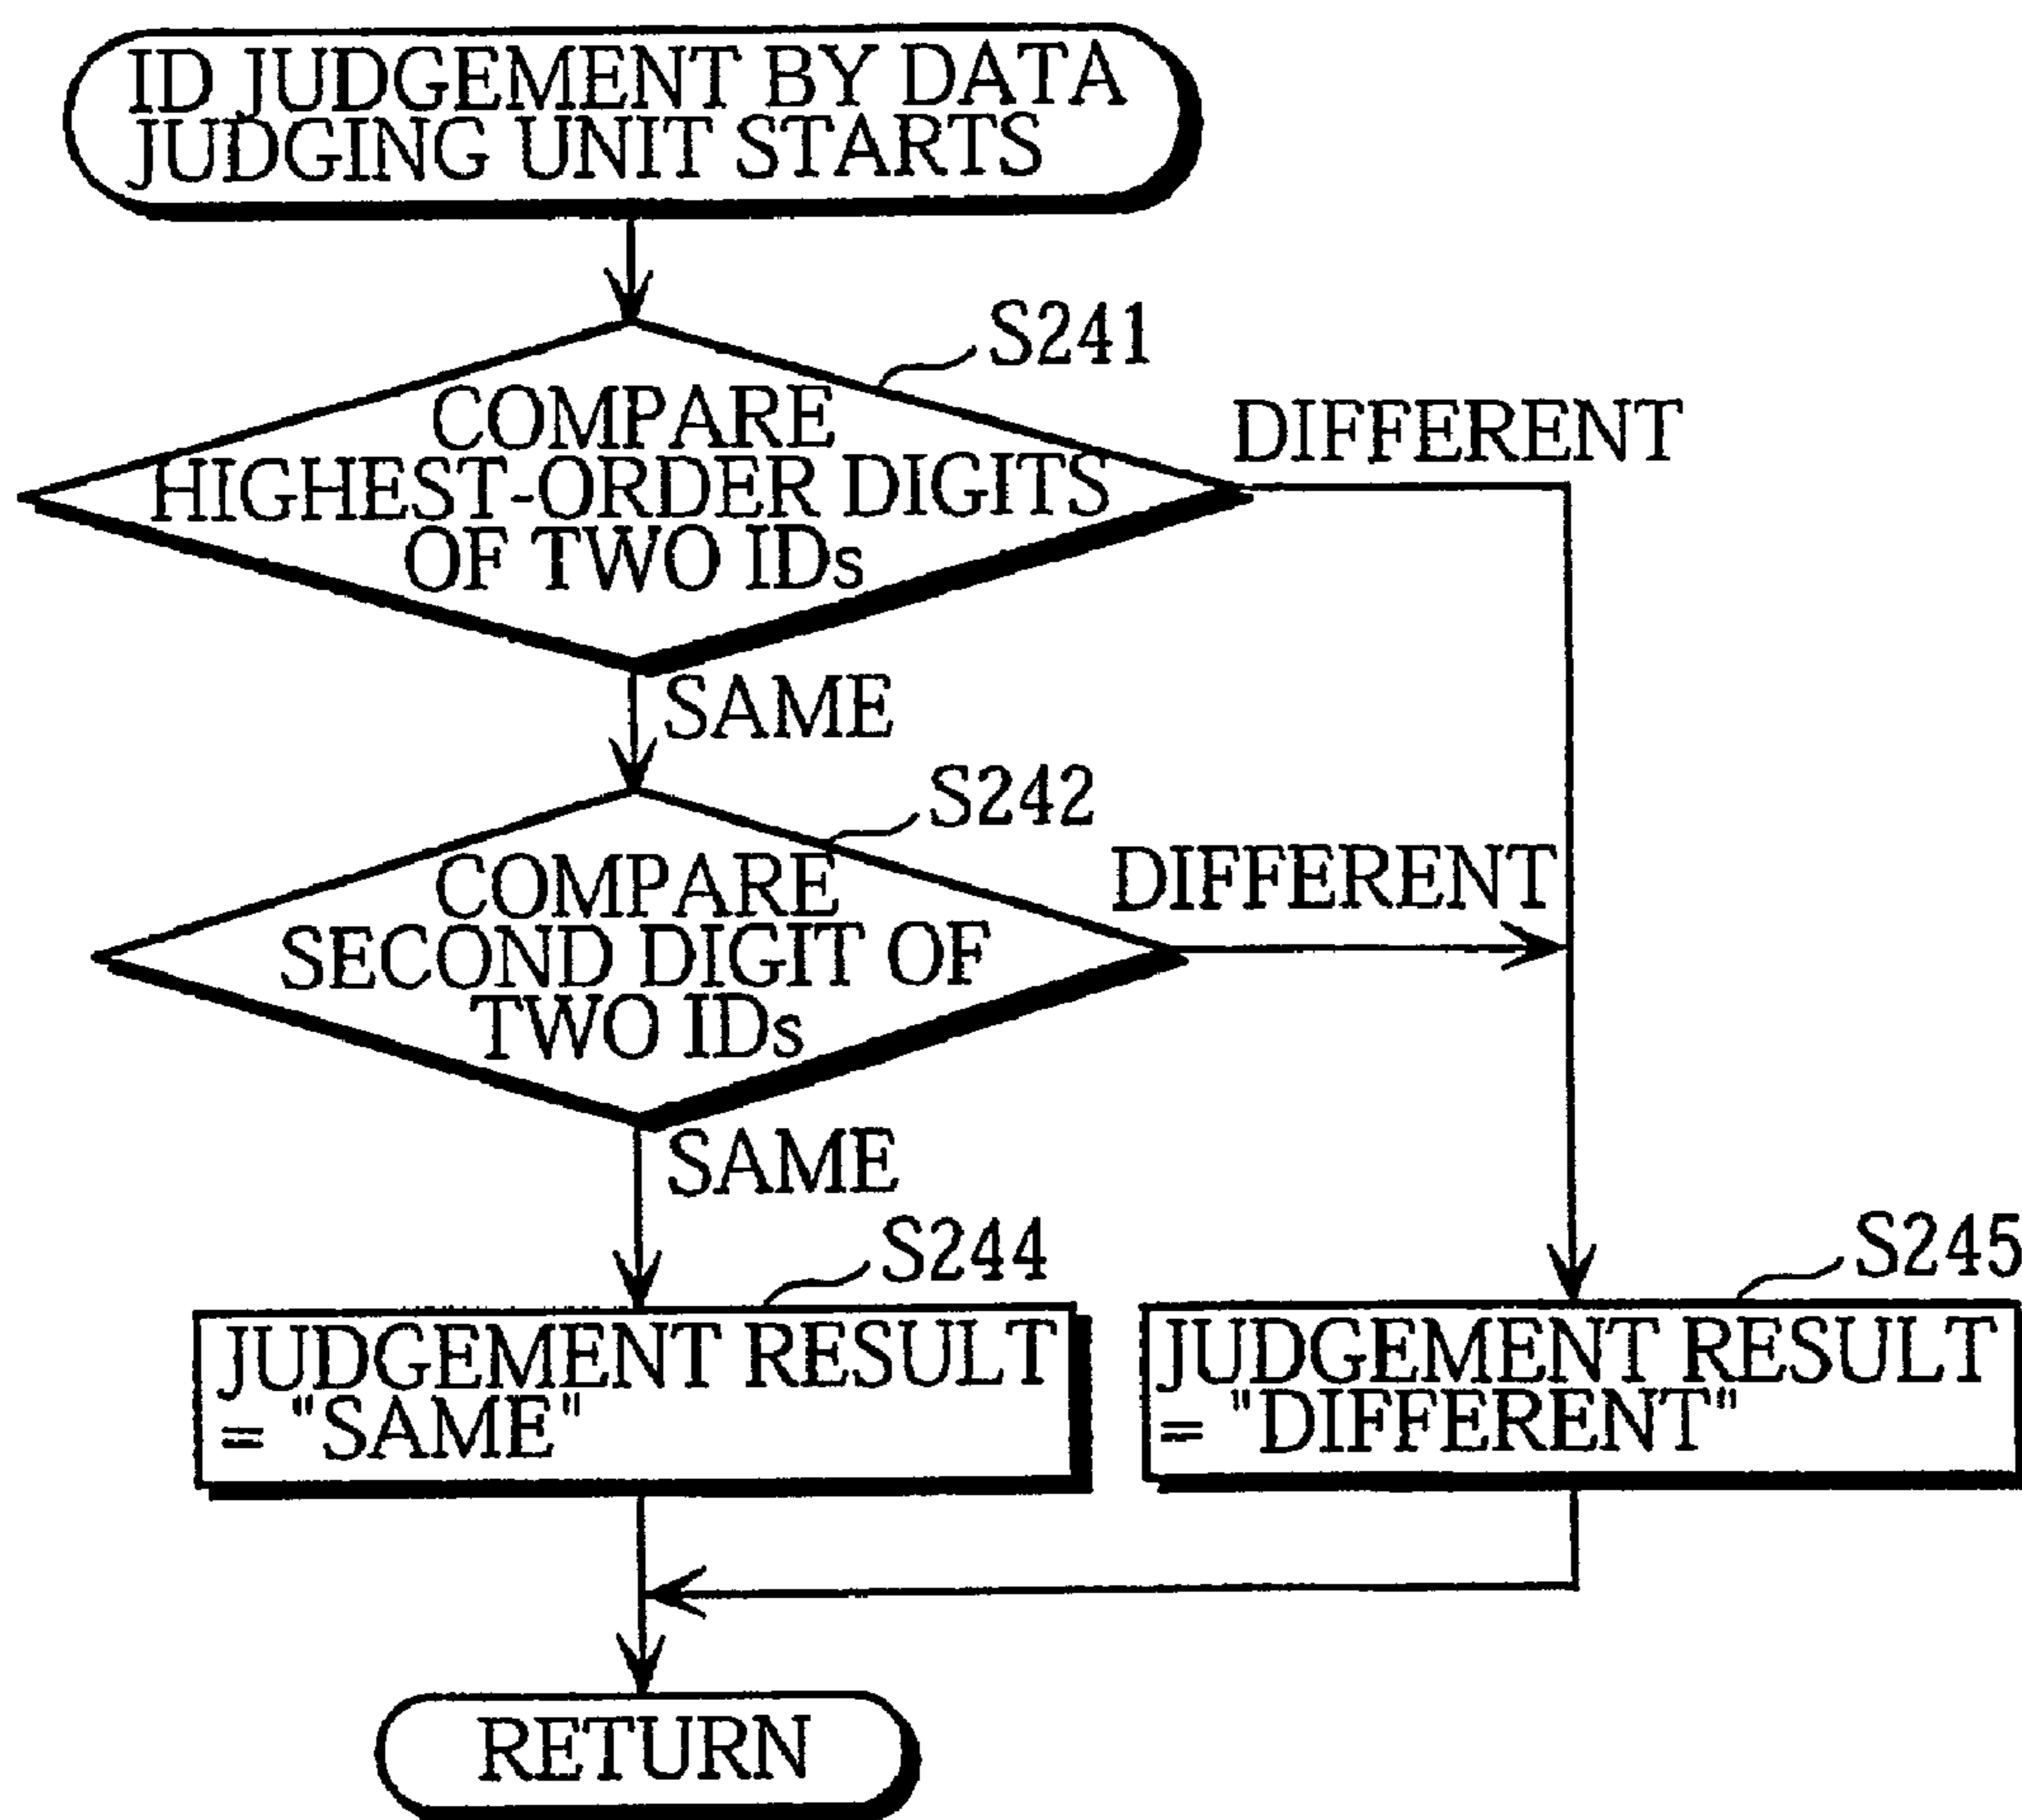 ID JUDGEMENT BY DATA
JUDGING UNIT STARTS
S241
COMPARE
HIGHEST-ORDER DIGITS
OF TWO IDs
DIFFERENT
SAME
S242
COMPARE
SECOND DIGIT OF
TWO IDs
DIFFERENT
SAME
S244
JUDGEMENT RESULT
= "SAME"
S245
JUDGEMENT RESULT
= "DIFFERENT"
RETURN